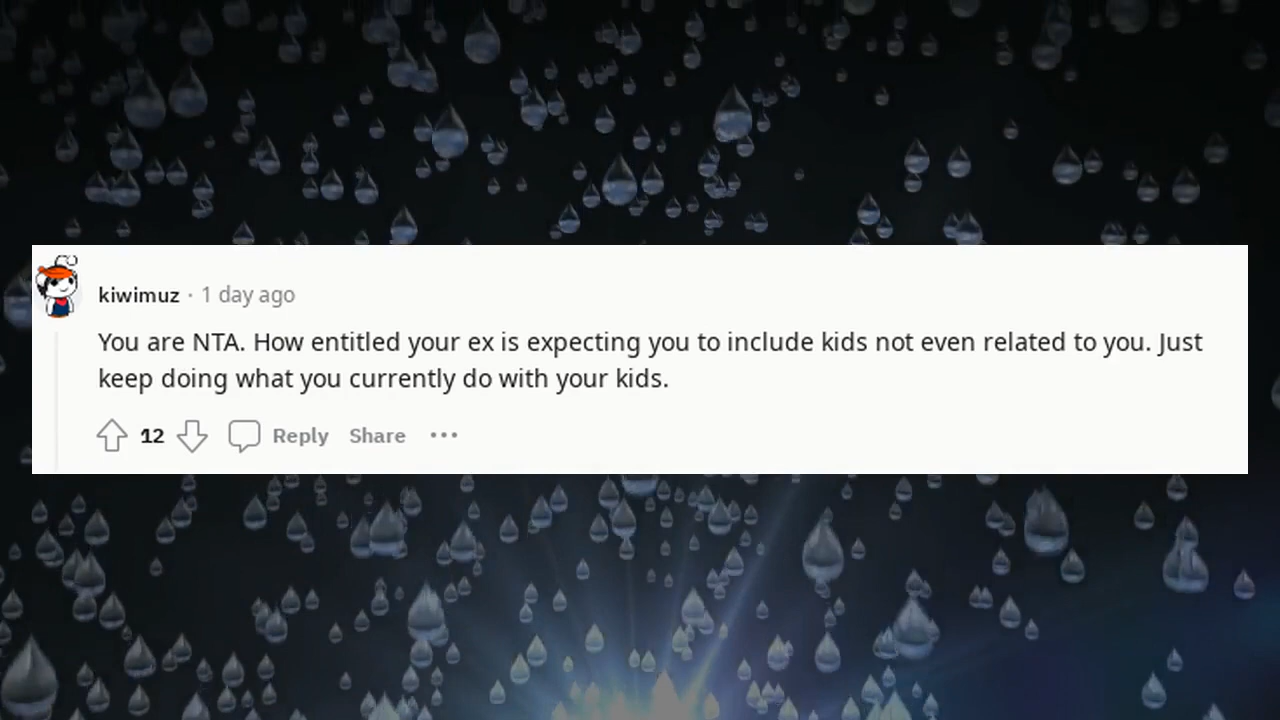 kiwimuz · 1 day ago
You are NTA. How entitled your ex is expecting you to include kids not even related to you. Just
keep doing what you currently do with your kids.
12 Reply Share •••